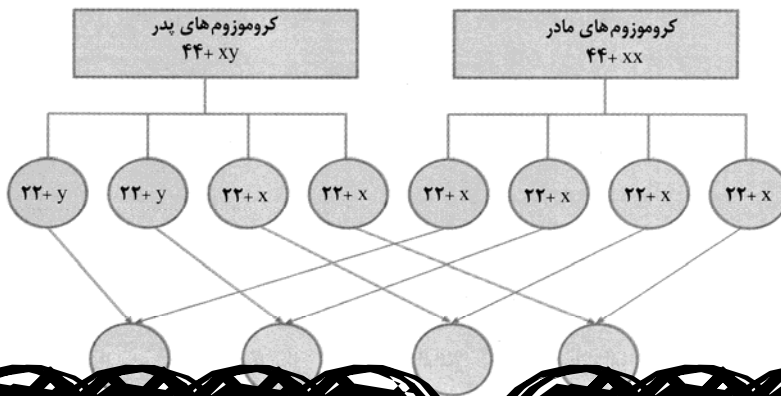 کروموزوم‌های پدر
۴۴+ xy
کروموزوم‌های مادر
۴۴+ xx
۲۲+ y
۲۲+ y
۲۲+ x
۲۲+ x
۲۲+ x
۲۲+ x
۲۲+ x
۲۲+ x